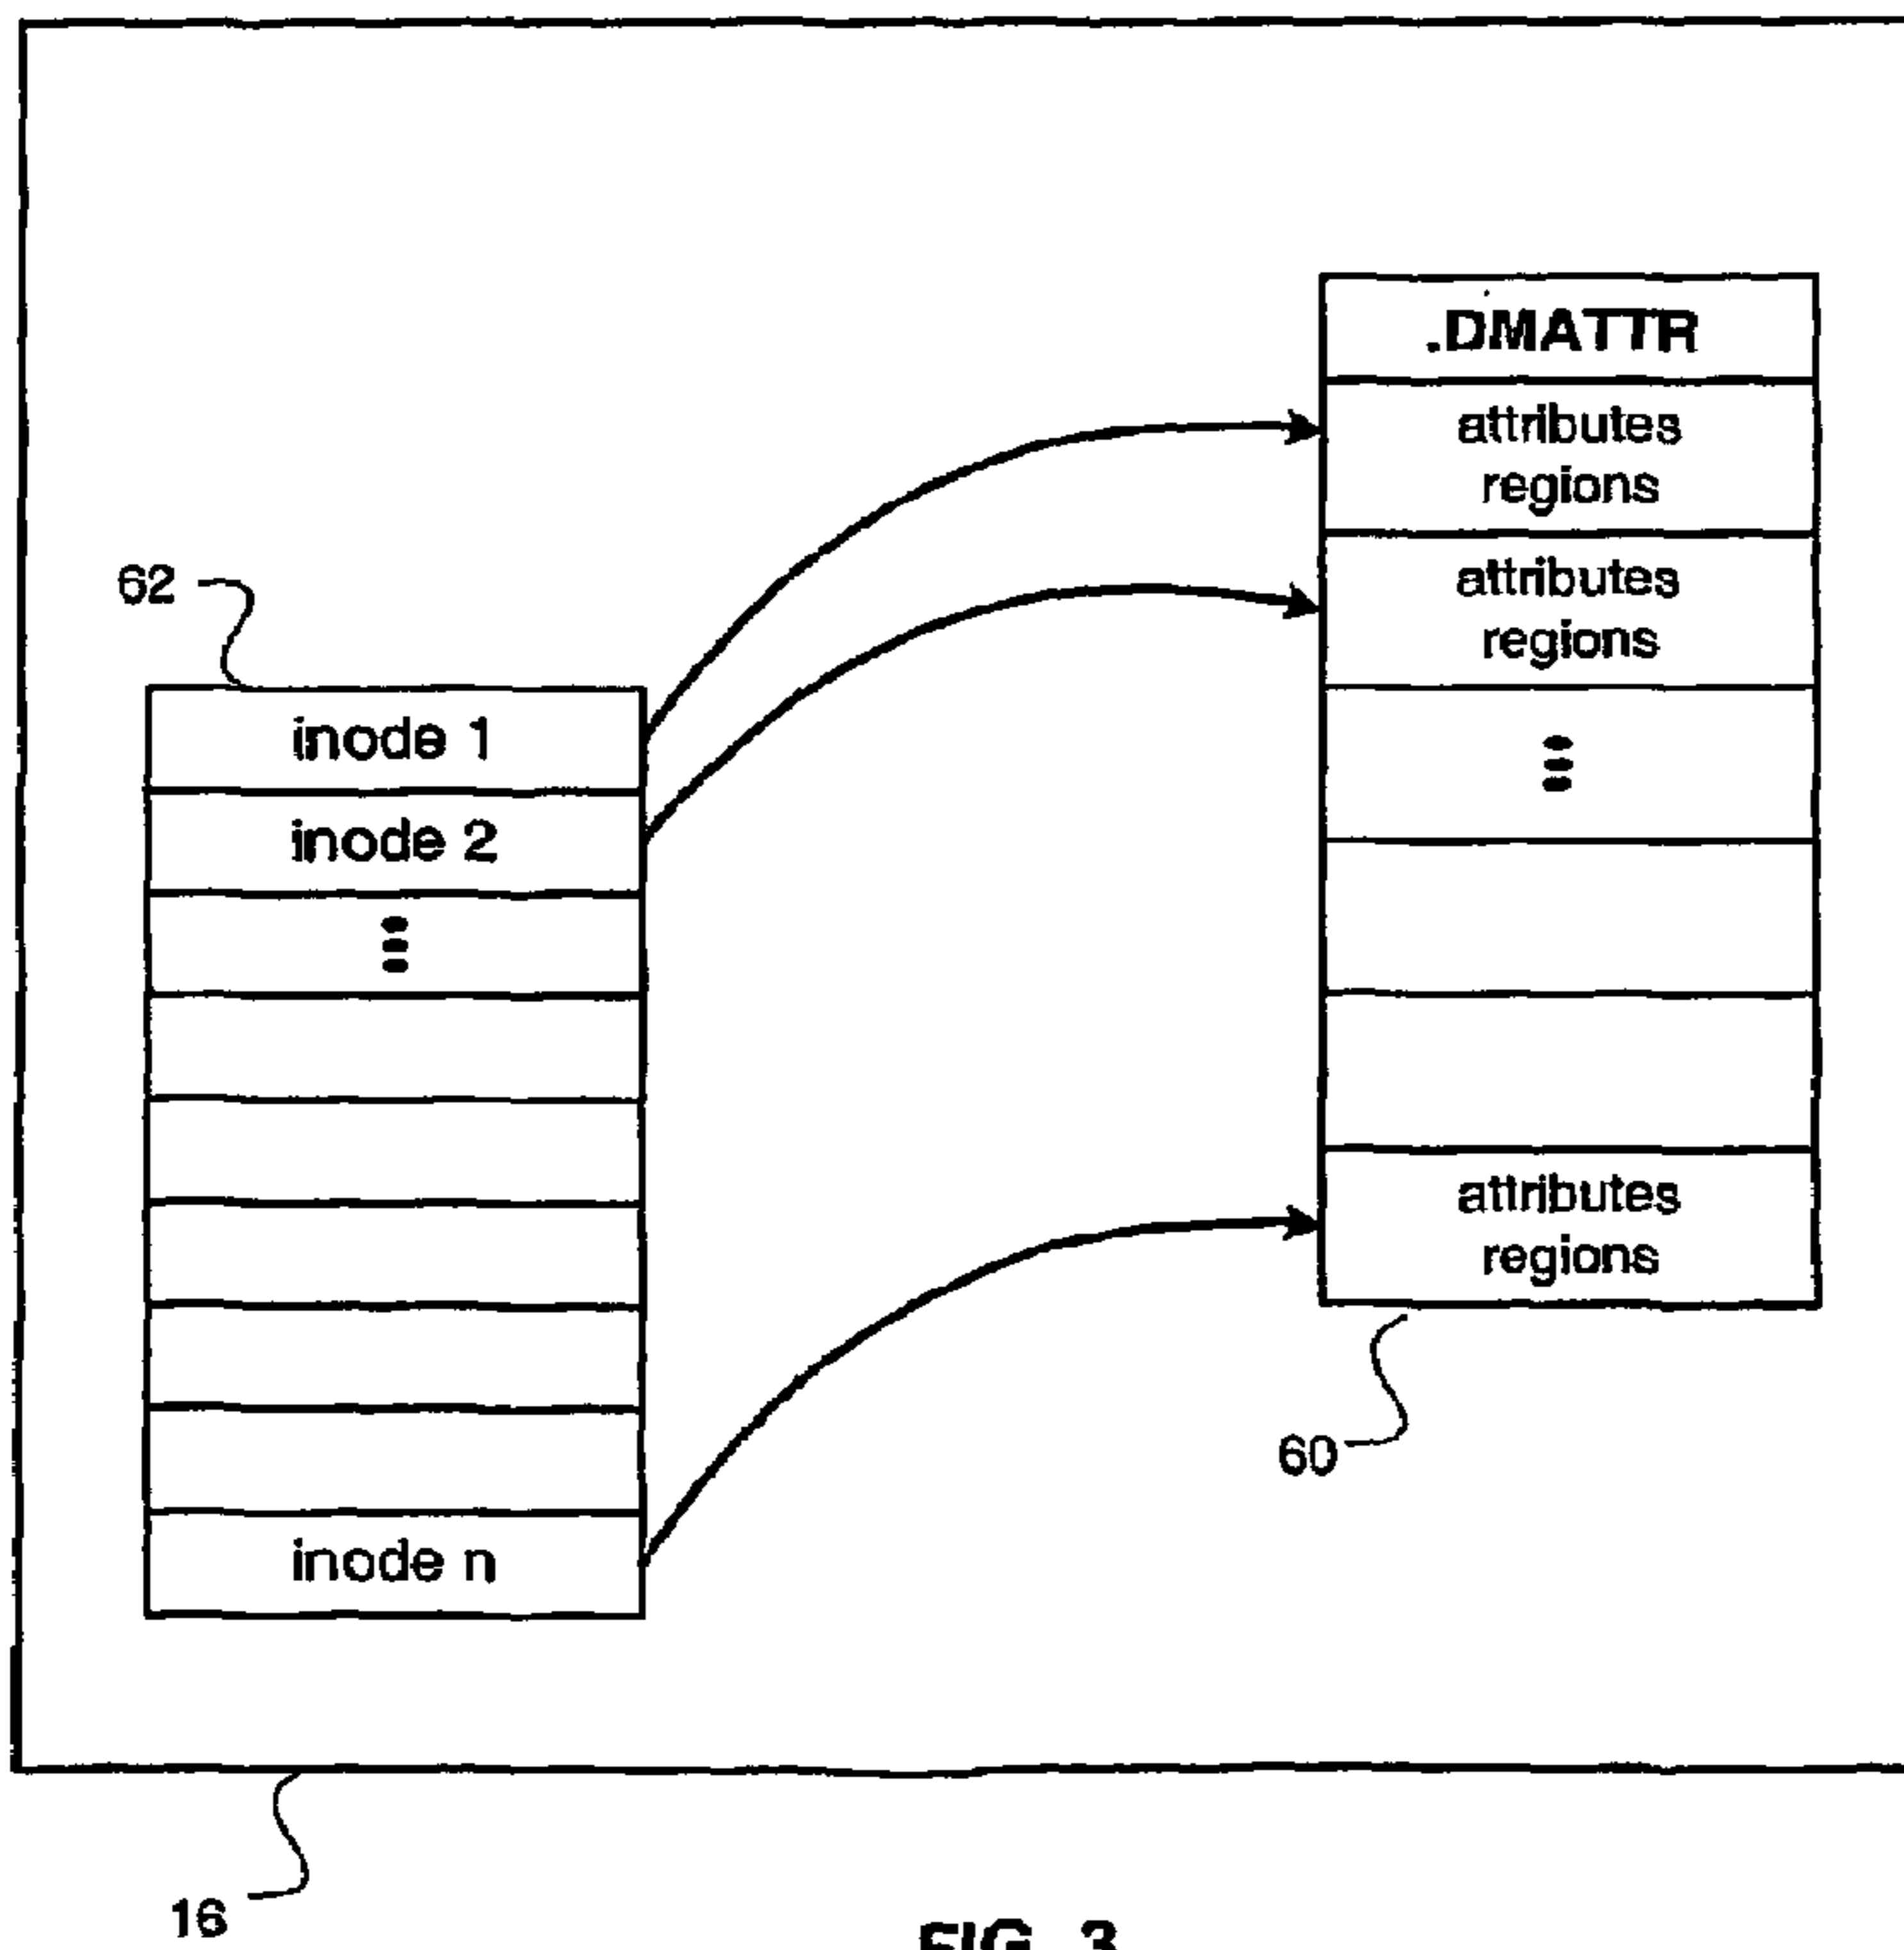 .DMATTR
attributes
regions
attributes
regions
62
inode 1
inode 2
attributes
regions
60
inode n
16
FIG. 3